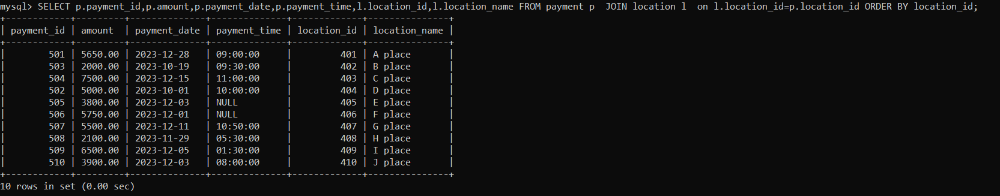 mysql> SELECT p.payment_id,p.amount,p.payment_date,p.payment_time,l.location_id,l.location_name FROM payment p  JOIN location l  on l.location_id=p.location_id ORDER BY location_id;
+------------+---------+--------------+--------------+-------------+---------------+
| payment_id | amount  | payment_date | payment_time | location_id | location_name |
+------------+---------+--------------+--------------+-------------+---------------+
|        501 | 5650.00 | 2023-12-28   | 09:00:00     |         401 | A place       |
|        503 | 2000.00 | 2023-10-19   | 09:30:00     |         402 | B place       |
|        504 | 7500.00 | 2023-12-15   | 11:00:00     |         403 | C place       |
|        502 | 5000.00 | 2023-10-01   | 10:00:00     |         404 | D place       |
|        505 | 3800.00 | 2023-12-03   | NULL         |         405 | E place       |
|        506 | 5750.00 | 2023-12-01   | NULL         |         406 | F place       |
|        507 | 5500.00 | 2023-12-11   | 10:50:00     |         407 | G place       |
|        508 | 2100.00 | 2023-11-29   | 05:30:00     |         408 | H place       |
|        509 | 6500.00 | 2023-12-05   | 01:30:00     |         409 | I place       |
|        510 | 3900.00 | 2023-12-03   | 08:00:00     |         410 | J place       |
+------------+---------+--------------+--------------+-------------+---------------+
10 rows in set (0.00 sec)